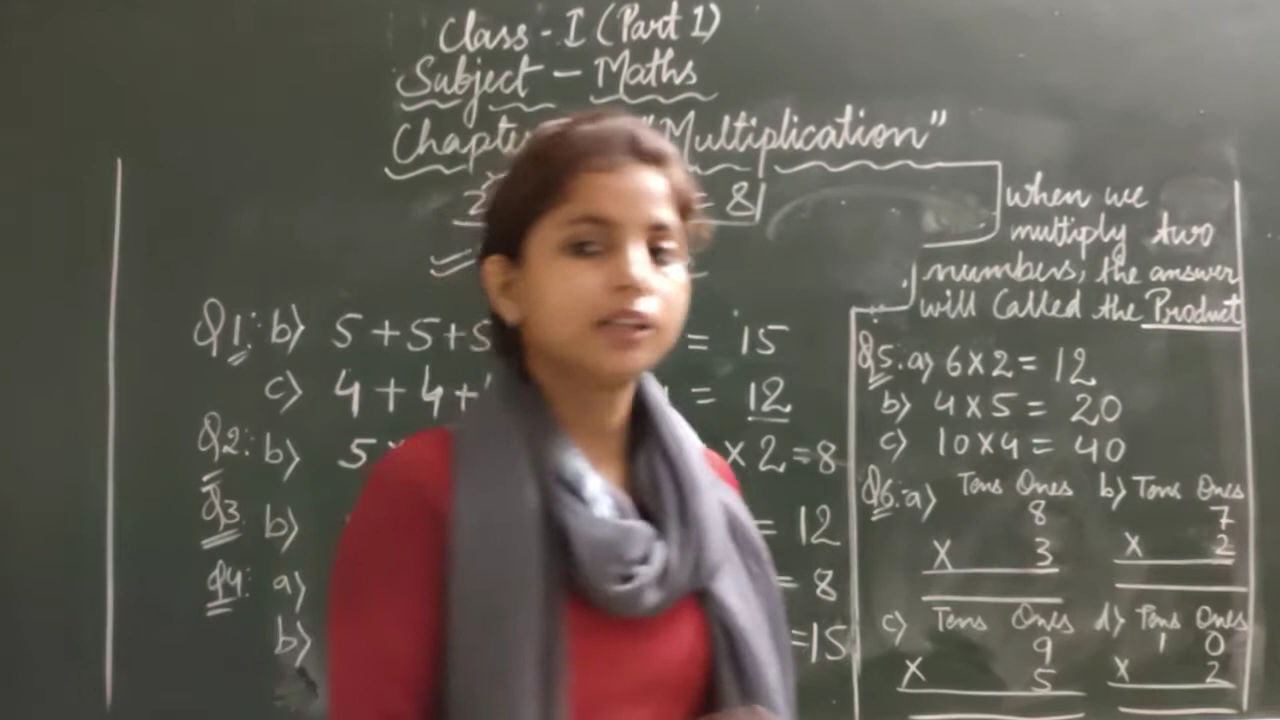 Class - I (Part 1)
Subject - Maths
"Multiplication"
2 = 8
when we
multiply two
numbers, the answer
will called the Product
Q1: b) 5 + 5 + 5 = 15
c) 4 + 4 + = 12
Q2: b) 5 × 2 = 8
Q3 b) = 12
Q4: a) = 8
b) = 15
Q5. a) 6 × 2 = 12
b) 4 × 5 = 20
c) 10 × 4 = 40
Q6. a) Tens Ones b) Tens Ones
8 7
× 3 × 2
c) Tens Ones d) Tens Ones
9 1 0
× 5 × 2